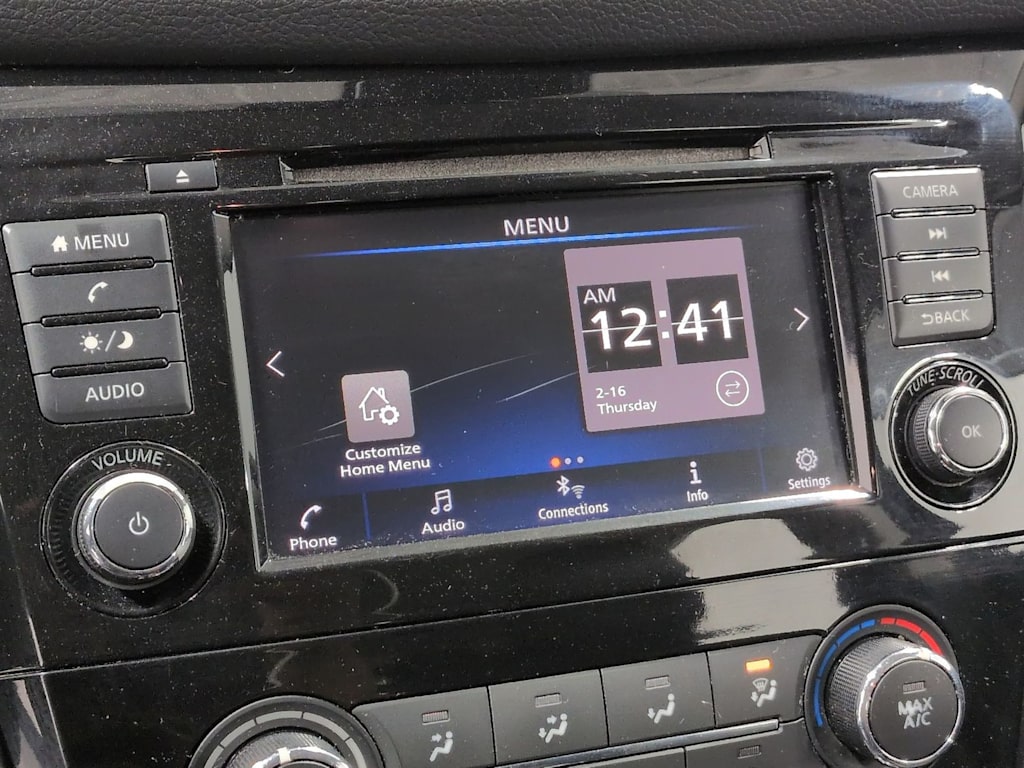 MENU
AUDIO
VOLUME
MENU
AM
12:41
2-16
Thursday
Customize
Home Menu
Phone
Audio
Connections
Info
Settings
CAMERA
BACK
TUNE·SCROLL
OK
MAX
A/C